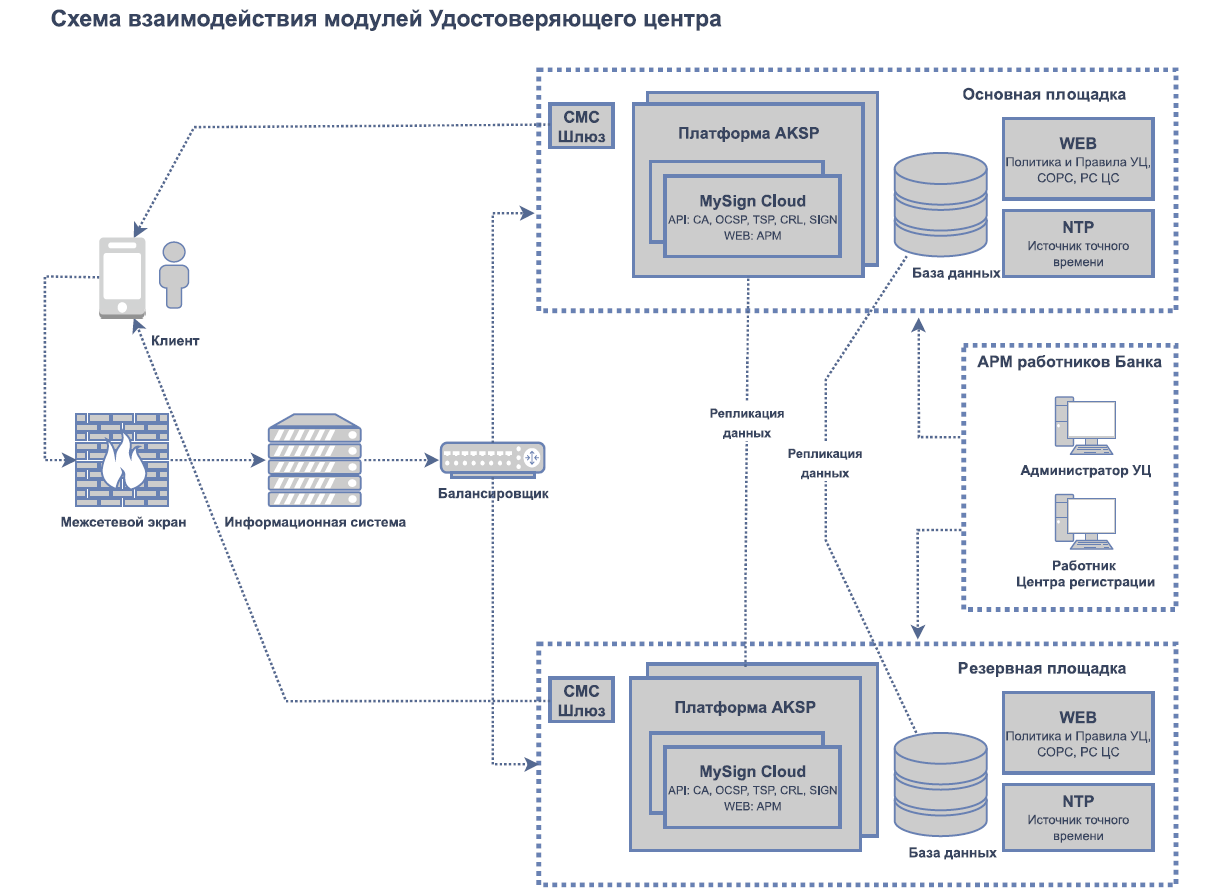 Схема взаимодействия модулей Удостоверяющего центра
Основная площадка
СМС
Шлюз
Платформа AKSP
MySign Cloud
API: CA, OCSP, TSP, CRL, SIGN
WEB: АРМ
База данных
WEB
Политика и Правила УЦ,
СОРС, РС ЦС
NTP
Источник точного
времени
Клиент
Межсетевой экран
Информационная система
Балансировщик
Репликация
данных
Репликация
данных
АРМ работников Банка
Администратор УЦ
Работник
Центра регистрации
Резервная площадка
СМС
Шлюз
Платформа AKSP
MySign Cloud
API: CA, OCSP, TSP, CRL, SIGN
WEB: АРМ
База данных
WEB
Политика и Правила УЦ,
СОРС, РС ЦС
NTP
Источник точного
времени